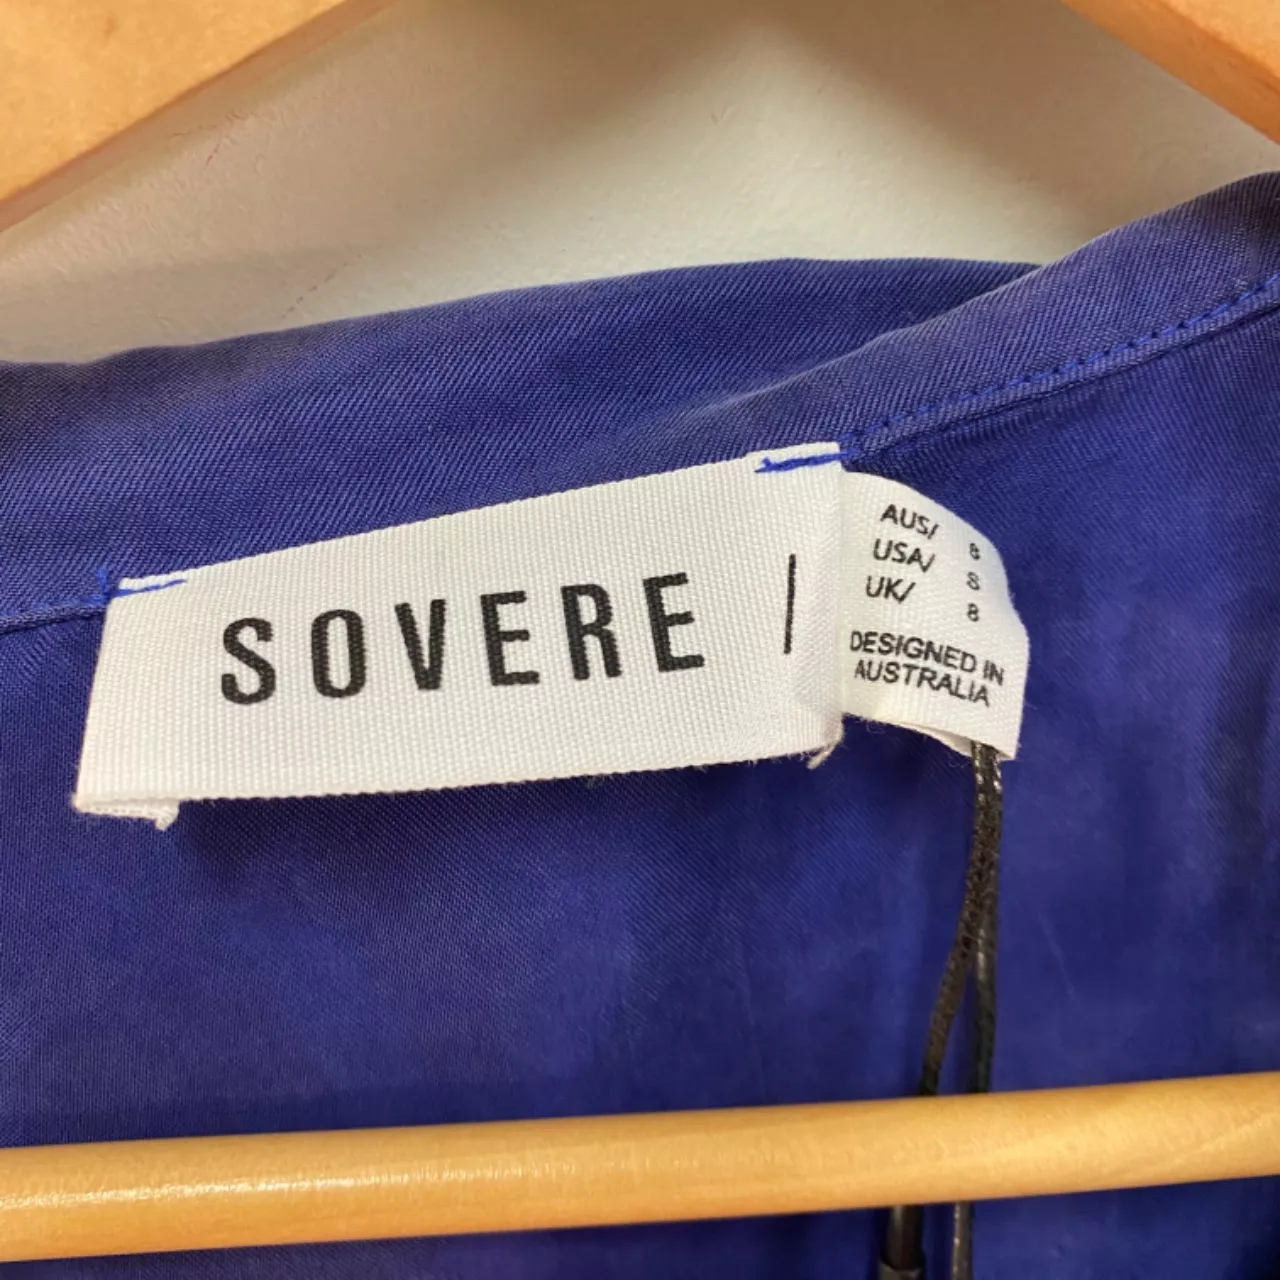 SOVERE |
AUS/ 8
USA/ S
UK/ 8
DESIGNED IN
AUSTRALIA